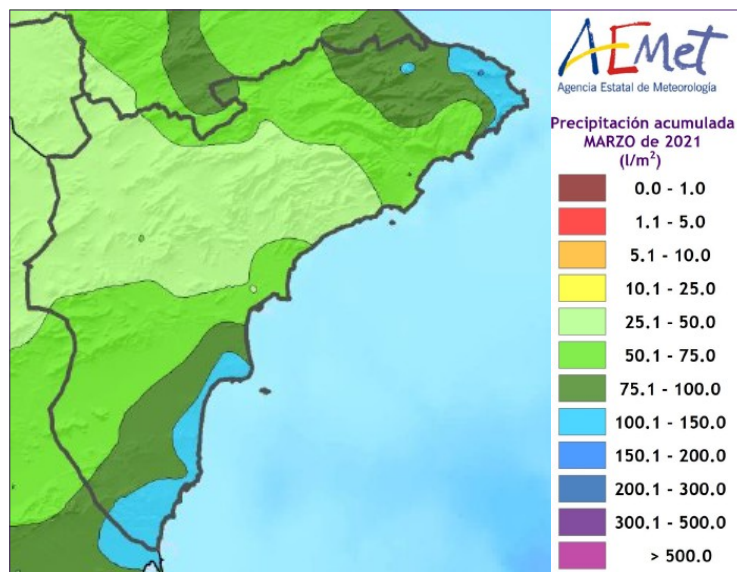 AEmet
Agencia Estatal de Meteorología
Precipitación acumulada
MARZO de 2021
(l/m²)
0.0 - 1.0
1.1 - 5.0
5.1 - 10.0
10.1 - 25.0
25.1 - 50.0
50.1 - 75.0
75.1 - 100.0
100.1 - 150.0
150.1 - 200.0
200.1 - 300.0
300.1 - 500.0
> 500.0